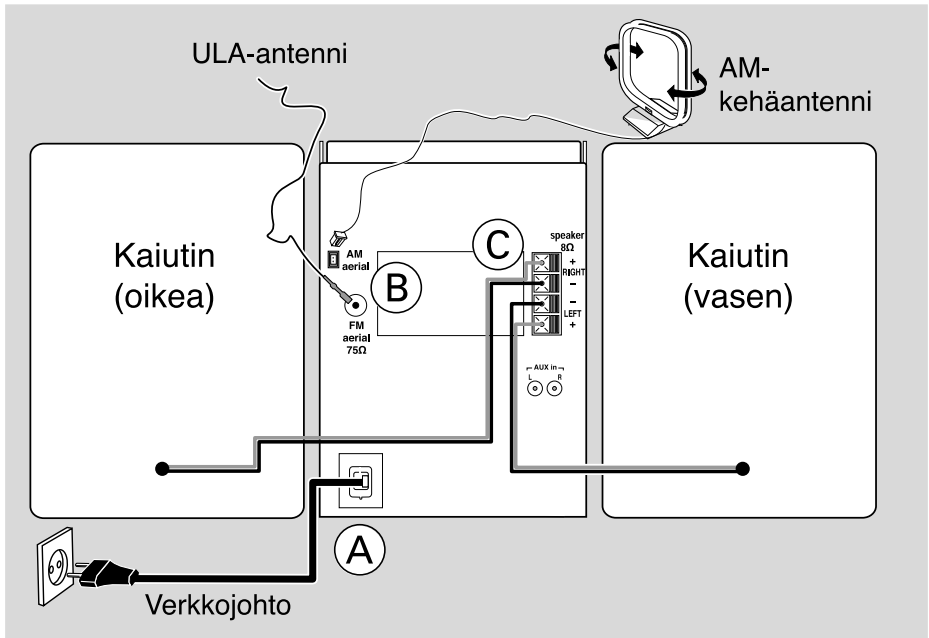 ULA-antenni
AM-
kehäantenni
Kaiutin
(oikea)
AM
aerial
B
FM
aerial
75Ω
C
speaker
8Ω
+
RIGHT
–
–
LEFT
+
AUX in
L R
Kaiutin
(vasen)
A
Verkkojohto